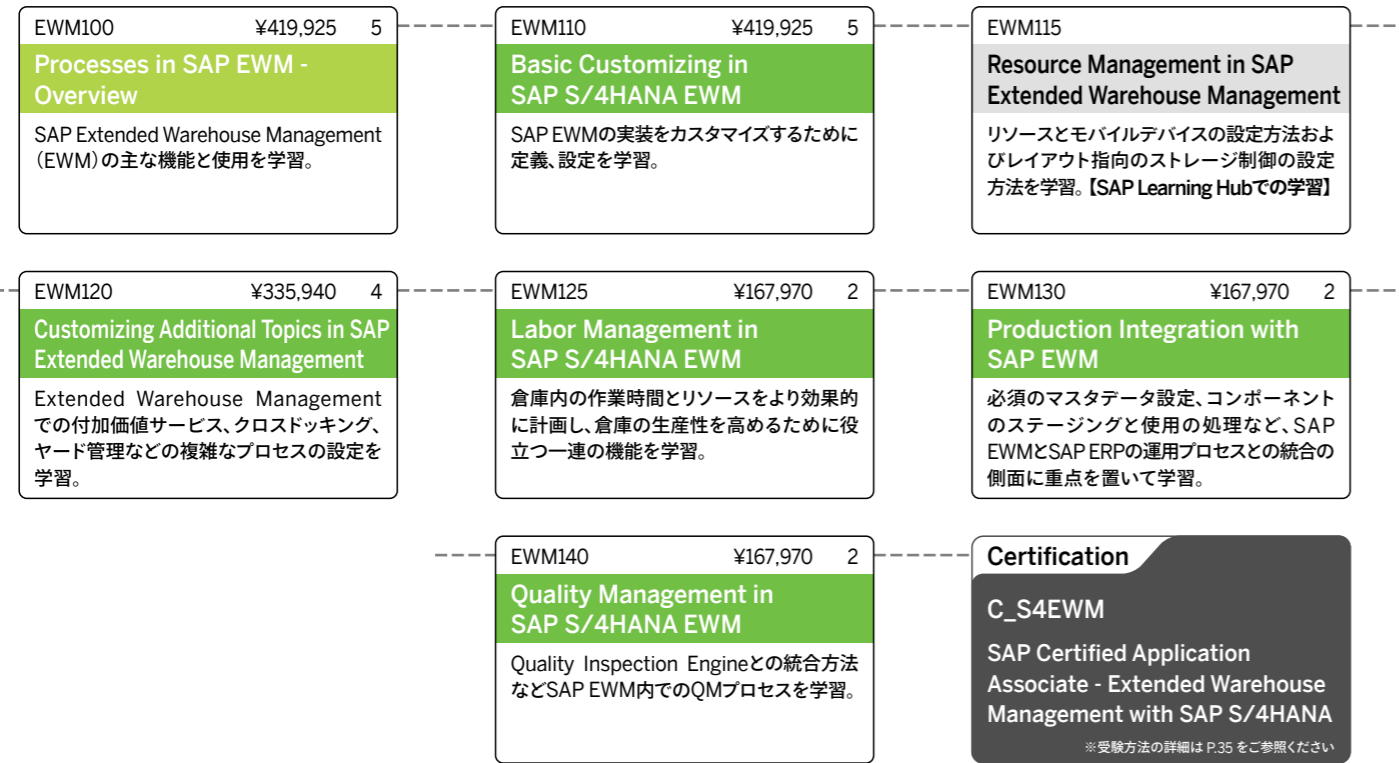 EWM100 ¥419,925 5
Processes in SAP EWM -
Overview
SAP Extended Warehouse Management
（EWM）の主な機能と使用を学習。
EWM110 ¥419,925 5
Basic Customizing in
SAP S/4HANA EWM
SAP EWMの実装をカスタマイズするために
定義、設定を学習。
EWM115
Resource Management in SAP
Extended Warehouse Management
リソースとモバイルデバイスの設定方法およ
びレイアウト指向のストレージ制御の設定
方法を学習。【SAP Learning Hubでの学習】
EWM120 ¥335,940 4
Customizing Additional Topics in SAP
Extended Warehouse Management
Extended Warehouse Management
での付加価値サービス、クロスドッキング、
ヤード管理などの複雑なプロセスの設定を
学習。
EWM125 ¥167,970 2
Labor Management in
SAP S/4HANA EWM
倉庫内の作業時間とリソースをより効果的
に計画し、倉庫の生産性を高めるために役
立つ一連の機能を学習。
EWM130 ¥167,970 2
Production Integration with
SAP EWM
必須のマスタデータ設定、コンポーネント
のステージングと使用の処理など、SAP
EWMとSAP ERPの運用プロセスとの統合の
側面に重点を置いて学習。
EWM140 ¥167,970 2
Quality Management in
SAP S/4HANA EWM
Quality Inspection Engineとの統合方法
などSAP EWM内でのQMプロセスを学習。
Certification
C_S4EWM
SAP Certified Application
Associate - Extended Warehouse
Management with SAP S/4HANA
※受験方法の詳細は P.35 をご参照ください